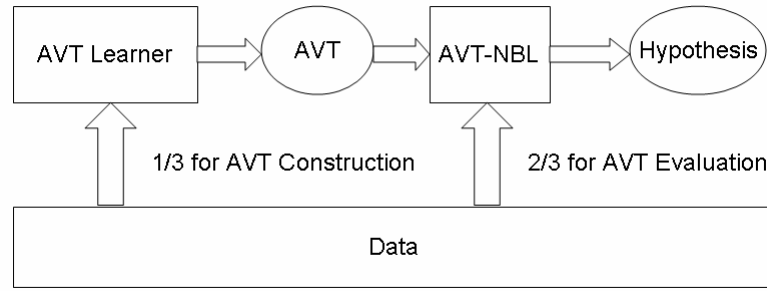 AVT Learner
AVT
AVT-NBL
Hypothesis
1/3 for AVT Construction
2/3 for AVT Evaluation
Data